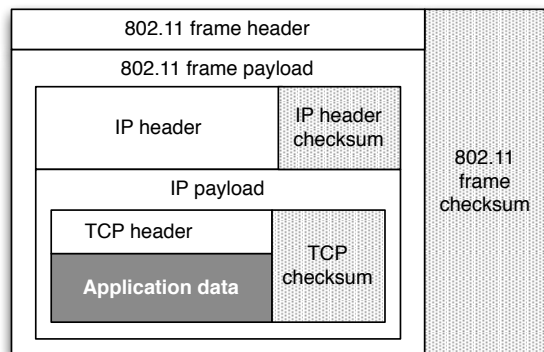 802.11 frame header
802.11 frame payload
IP header
IP header
checksum
IP payload
TCP header
Application data
TCP
checksum
802.11
frame
checksum